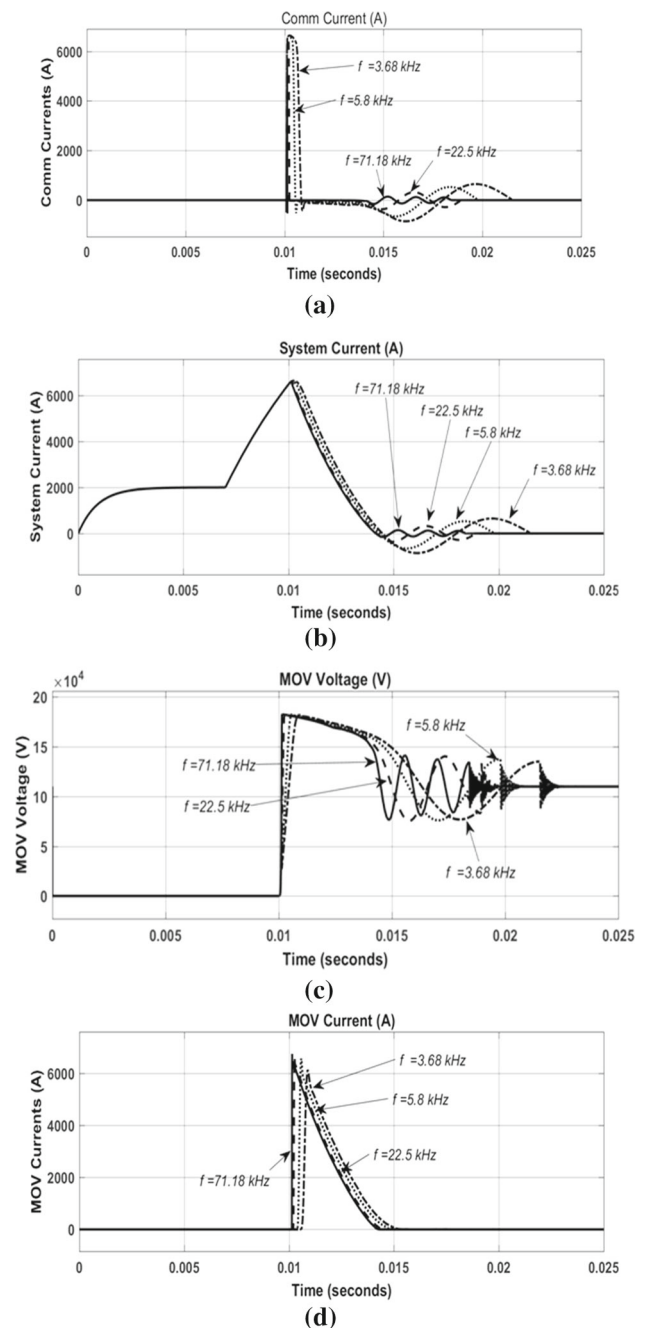 Comm Current (A)
6000
4000
2000
0
Comm Currents (A)
f =3.68 kHz
f=5.8 kHz
f=71.18 kHz
f=22.5 kHz
0 0.005 0.01 0.015 0.02 0.025
Time (seconds)
(a)
System Current (A)
6000
4000
2000
0
System Current (A)
f=71.18 kHz
f=22.5 kHz
f=5.8 kHz
f=3.68 kHz
0 0.005 0.01 0.015 0.02 0.025
Time (seconds)
(b)
MOV Voltage (V)
×10⁴
20
15
10
5
0
MOV Voltage (V)
f=5.8 kHz
f=71.18 kHz
f=22.5 kHz
f =3.68 kHz
0 0.005 0.01 0.015 0.02 0.025
Time (seconds)
(c)
MOV Current (A)
6000
4000
2000
0
MOV Currents (A)
f =3.68 kHz
f=5.8 kHz
f =22.5 kHz
f=71.18 kHz
0 0.005 0.01 0.015 0.02 0.025
Time (seconds)
(d)